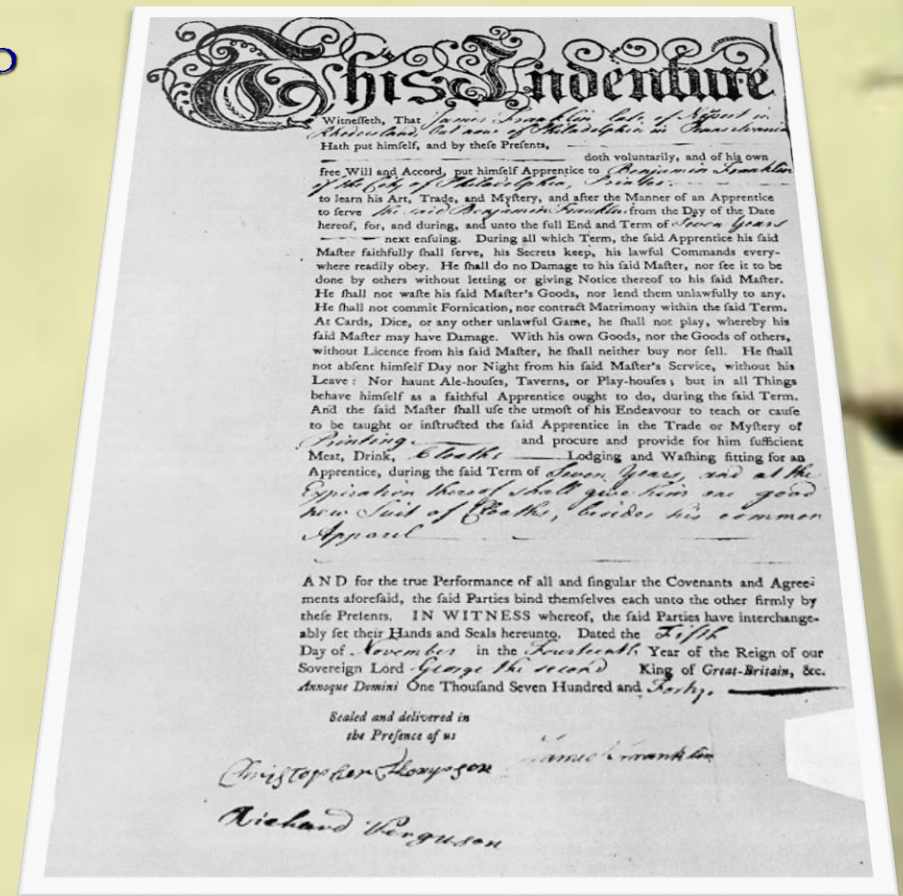 This Indenture
Witneſſeth, That James Franklin late of Newport in
Rhodeisland, but now of Philadelphia in Pennsilvania
Hath put himſelf, and by theſe Preſents,
doth voluntarily, and of his own
free Will and Accord, put himſelf Apprentice to Benjamin Franklin
of the City of Philadelphia, Printer
to learn his Art, Trade, and Myſtery, and after the Manner of an Apprentice
to ſerve the said Benjamin Franklin from the Day of the Date
hereof, for, and during, and unto the full End and Term of Seven Years
next enſuing. During all which Term, the ſaid Apprentice his ſaid
Maſter faithfully ſhall ſerve, his Secrets keep, his lawful Commands every-
where readily obey. He ſhall do no Damage to his ſaid Maſter, nor ſee it to be
done by others without letting or giving Notice thereof to his ſaid Maſter.
He ſhall not waſte his ſaid Maſter's Goods, nor lend them unlawfully to any.
He ſhall not commit Fornication, nor contract Matrimony within the ſaid Term.
At Cards, Dice, or any other unlawful Game, he ſhall not play, whereby his
ſaid Maſter may have Damage. With his own Goods, nor the Goods of others,
without Licence from his ſaid Maſter, he ſhall neither buy nor ſell. He ſhall
not abſent himſelf Day nor Night from his ſaid Maſter's Service, without his
Leave: Nor haunt Ale-houſes, Taverns, or Play-houſes; but in all Things
behave himſelf as a faithful Apprentice ought to do, during the ſaid Term.
And the ſaid Maſter ſhall uſe the utmoſt of his Endeavour to teach or cauſe
to be taught or inſtructed the ſaid Apprentice in the Trade or Myſtery of
Printing and procure and provide for him ſufficient
Meat, Drink, Cloaths Lodging and Waſhing fitting for an
Apprentice, during the ſaid Term of Seven Years, and at the
Expiration thereof shall give him one good
new Suit of Cloaths, besides his common
Apparel
AND for the true Performance of all and ſingular the Covenants and Agree-
ments aforeſaid, the ſaid Parties bind themſelves each unto the other firmly by
theſe Preſents. IN WITNESS whereof, the ſaid Parties have interchange-
ably ſet their Hands and Seals hereunto. Dated the Fifth
Day of November in the Fourteenth Year of the Reign of our
Sovereign Lord George the second King of Great-Britain, &c.
Annoque Domini One Thouſand Seven Hundred and Forty.
Sealed and delivered in
the Preſence of us
James Franklin
Christopher Thompson
Richard Ferguson